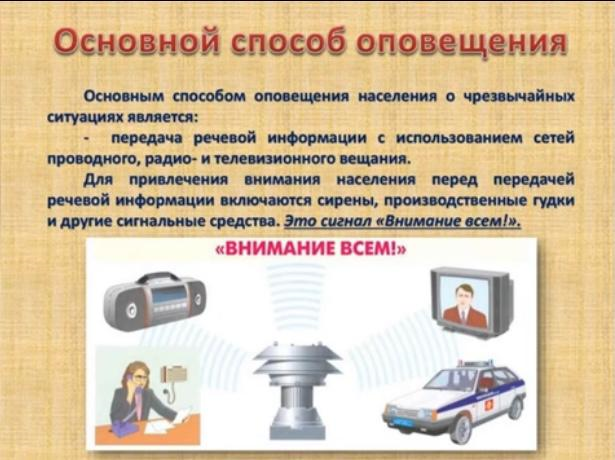 Основной способ оповещения
Основным способом оповещения населения о чрезвычайных
ситуациях является:
- передача речевой информации с использованием сетей
проводного, радио- и телевизионного вещания.
Для привлечения внимания населения перед передачей
речевой информации включаются сирены, производственные гудки
и другие сигнальные средства. Это сигнал «Внимание всем!».
«ВНИМАНИЕ ВСЕМ!»